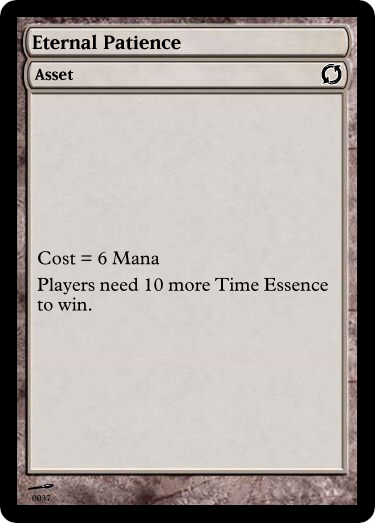 Eternal Patience
Asset
Cost = 6 Mana
Players need 10 more Time Essence
to win.
0037